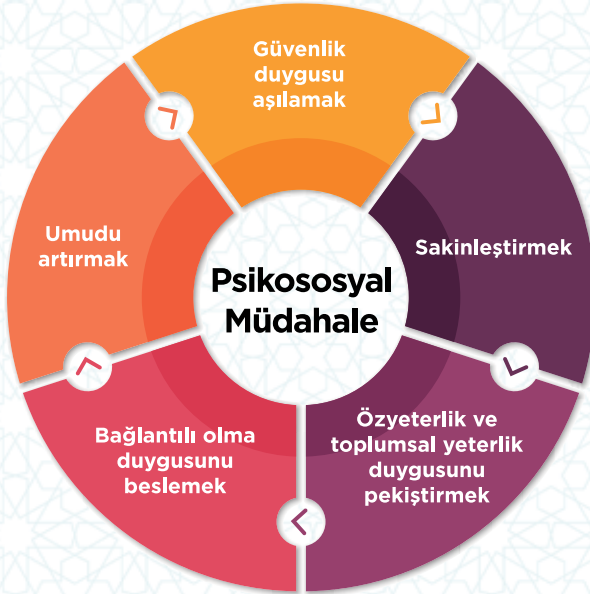 Güvenlik
duygusu
aşılamak
Sakinleştirmek
Özyeterlik ve
toplumsal yeterlik
duygusunu
pekiştirmek
Bağlantılı olma
duygusunu
beslemek
Umudu
artırmak
Psikososyal
Müdahale